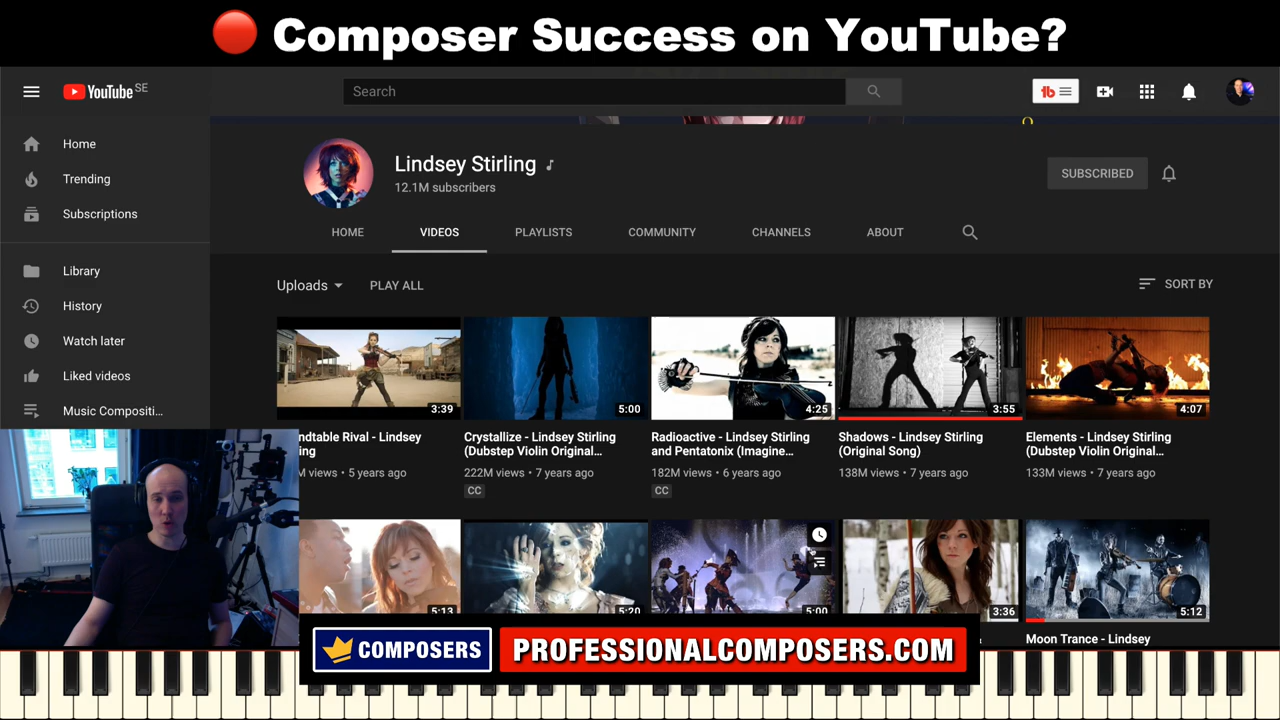 Composer Success on YouTube?
YouTube SE
Search
Home
Trending
Subscriptions
Library
History
Watch later
Liked videos
Music Compositi...
Lindsey Stirling
12.1M subscribers
SUBSCRIBED
HOME
VIDEOS
PLAYLISTS
COMMUNITY
CHANNELS
ABOUT
Uploads
PLAY ALL
SORT BY
3:39
5:00
4:25
3:55
4:07
ndtable Rival - Lindsey
ing
M views • 5 years ago
Crystallize - Lindsey Stirling
(Dubstep Violin Original...
222M views • 7 years ago
CC
Radioactive - Lindsey Stirling
and Pentatonix (Imagine...
182M views • 6 years ago
CC
Shadows - Lindsey Stirling
(Original Song)
138M views • 7 years ago
Elements - Lindsey Stirling
(Dubstep Violin Original...
133M views • 7 years ago
5:13
5:20
5:00
3:36
5:12
Moon Trance - Lindsey
COMPOSERS
PROFESSIONALCOMPOSERS.COM